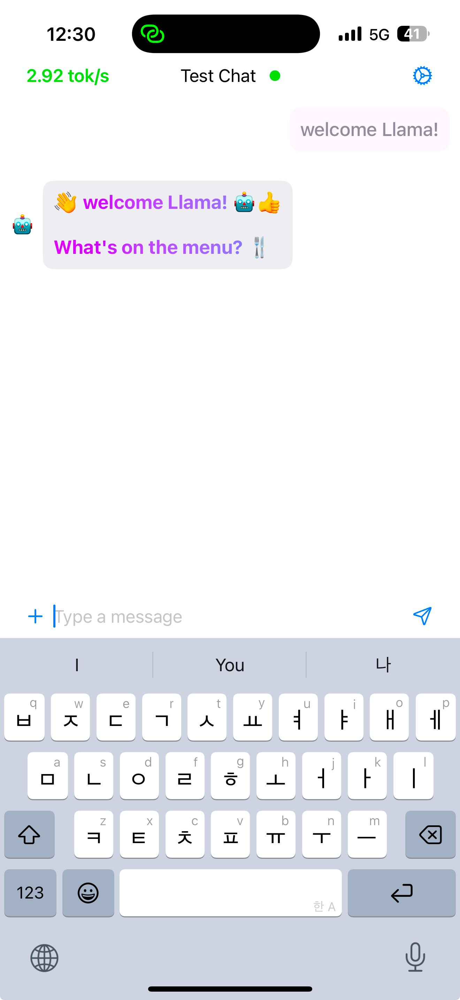 12:30 5G 41
2.92 tok/s Test Chat
welcome Llama!
👋 welcome Llama! 🤖👍
What's on the menu? 🍴
Type a message
I You 나
q w e r t y u i o p
ㅂ ㅈ ㄷ ㄱ ㅅ ㅛ ㅕ ㅑ ㅐ ㅔ
a s d f g h j k l
ㅁ ㄴ ㅇ ㄹ ㅎ ㅗ ㅓ ㅏ ㅣ
z x c v b n m
ㅋ ㅌ ㅊ ㅍ ㅠ ㅜ ㅡ
123
한 A